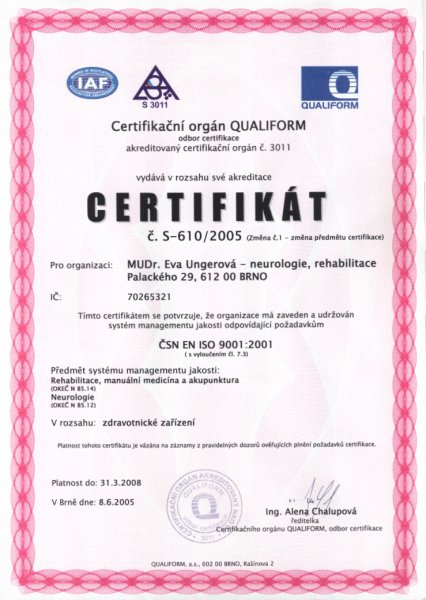 IAF
S 3011
QUALIFORM
Certifikační orgán QUALIFORM
odbor certifikace
akreditovaný certifikační orgán č. 3011
vydává v rozsahu své akreditace
CERTIFIKÁT
č. S-610/2005 (Změna č.1 - změna předmětu certifikace)
Pro organizaci: MUDr. Eva Ungerová - neurologie, rehabilitace
Palackého 29, 612 00 BRNO
IČ: 70265321
Tímto certifikátem se potvrzuje, že organizace má zaveden a udržován
systém managementu jakosti odpovídající požadavkům
ČSN EN ISO 9001:2001
( s vyloučením čl. 7.3)
Předmět systému managementu jakosti:
Rehabilitace, manuální medicína a akupunktura
(OKEČ N 85.14)
Neurologie
(OKEČ N 85.12)
V rozsahu: zdravotnické zařízení
Platnost tohoto certifikátu je vázána na záznamy z pravidelných dozorů ověřujících plnění požadavků certifikace.
Platnost do: 31.3.2008
V Brně dne: 8.6.2005
QUALIFORM
3011
Ing. Alena Chalupová
ředitelka
Certifikačního orgánu QUALIFORM, odbor certifikace
QUALIFORM, a.s., 602 00 BRNO, Rašínova 2